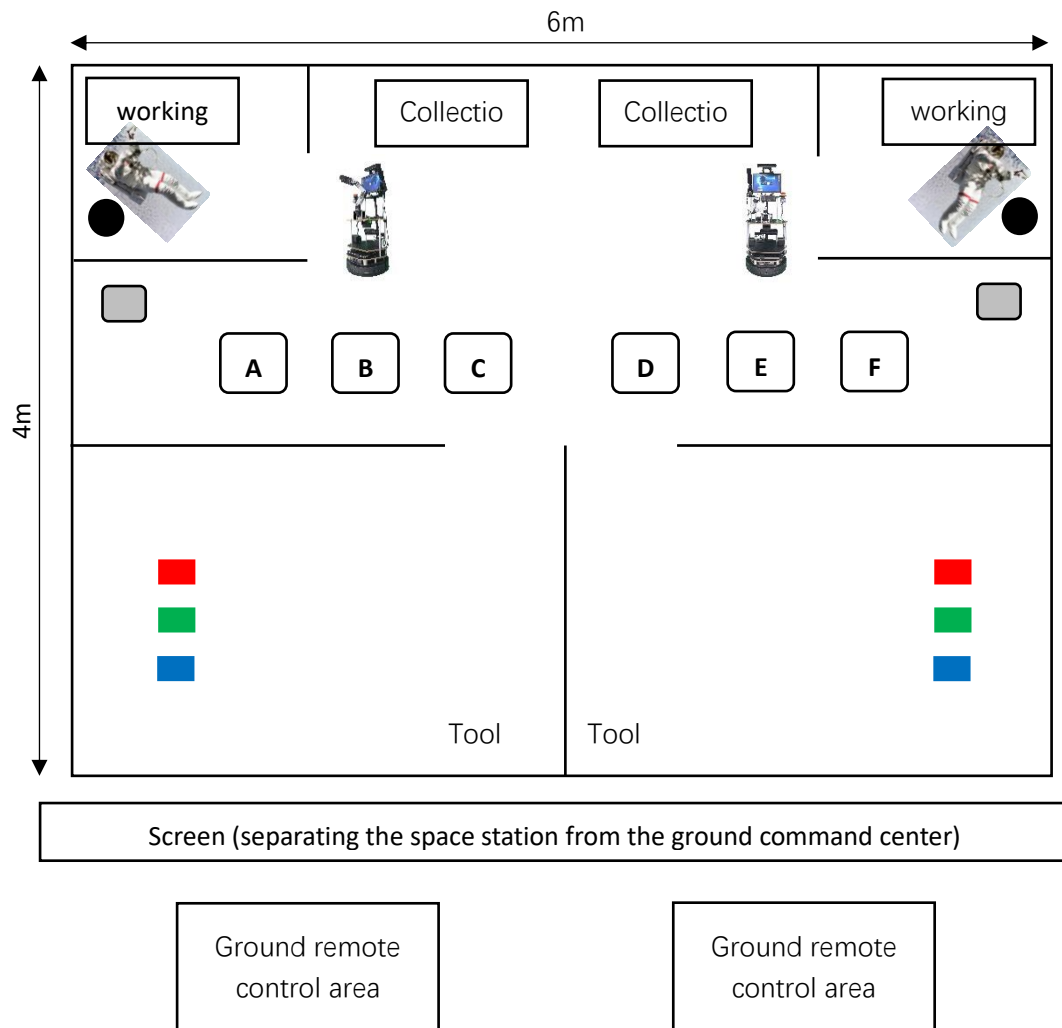 6m
working
Collectio
Collectio
working
A
B
C
D
E
F
4m
Tool
Tool
Screen (separating the space station from the ground command center)
Ground remote
control area
Ground remote
control area